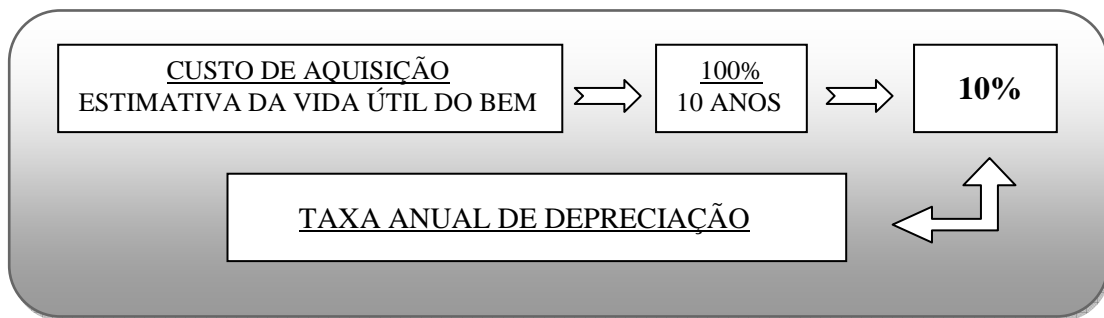 CUSTO DE AQUISIÇÃO
ESTIMATIVA DA VIDA ÚTIL DO BEM
100%
10 ANOS
10%
TAXA ANUAL DE DEPRECIAÇÃO